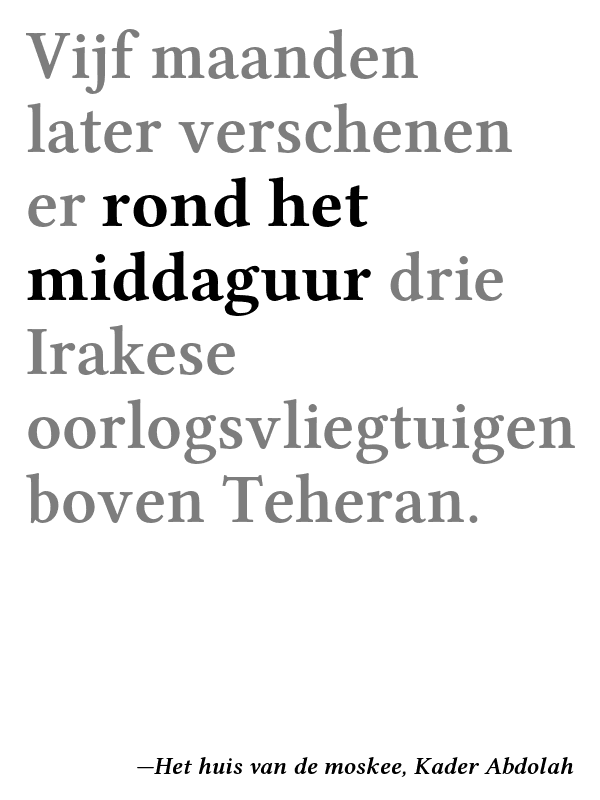 Vijf maanden
later verschenen
er rond het
middaguur drie
Irakese
oorlogsvliegtuigen
boven Teheran.
—Het huis van de moskee, Kader Abdolah